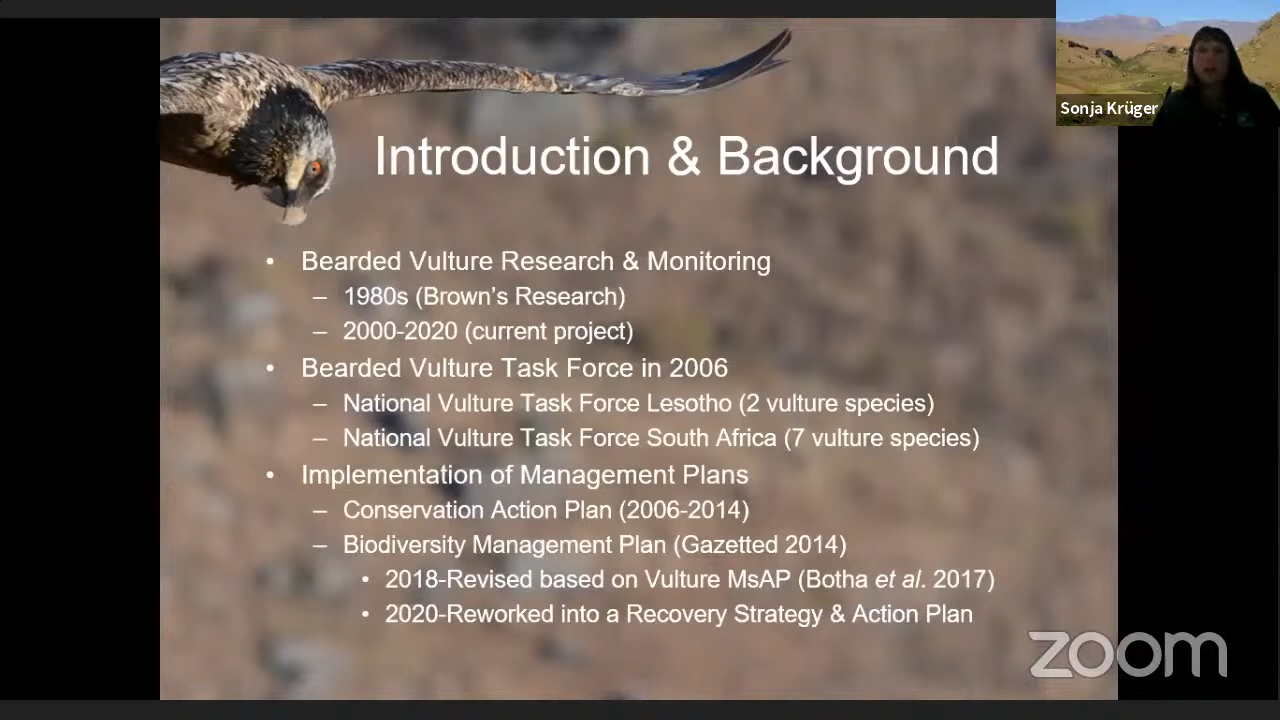 Sonja Krüger
Introduction & Background
• Bearded Vulture Research & Monitoring
– 1980s (Brown's Research)
– 2000-2020 (current project)
• Bearded Vulture Task Force in 2006
– National Vulture Task Force Lesotho (2 vulture species)
– National Vulture Task Force South Africa (7 vulture species)
• Implementation of Management Plans
– Conservation Action Plan (2006-2014)
– Biodiversity Management Plan (Gazetted 2014)
• 2018-Revised based on Vulture MsAP (Botha et al. 2017)
• 2020-Reworked into a Recovery Strategy & Action Plan
zoom